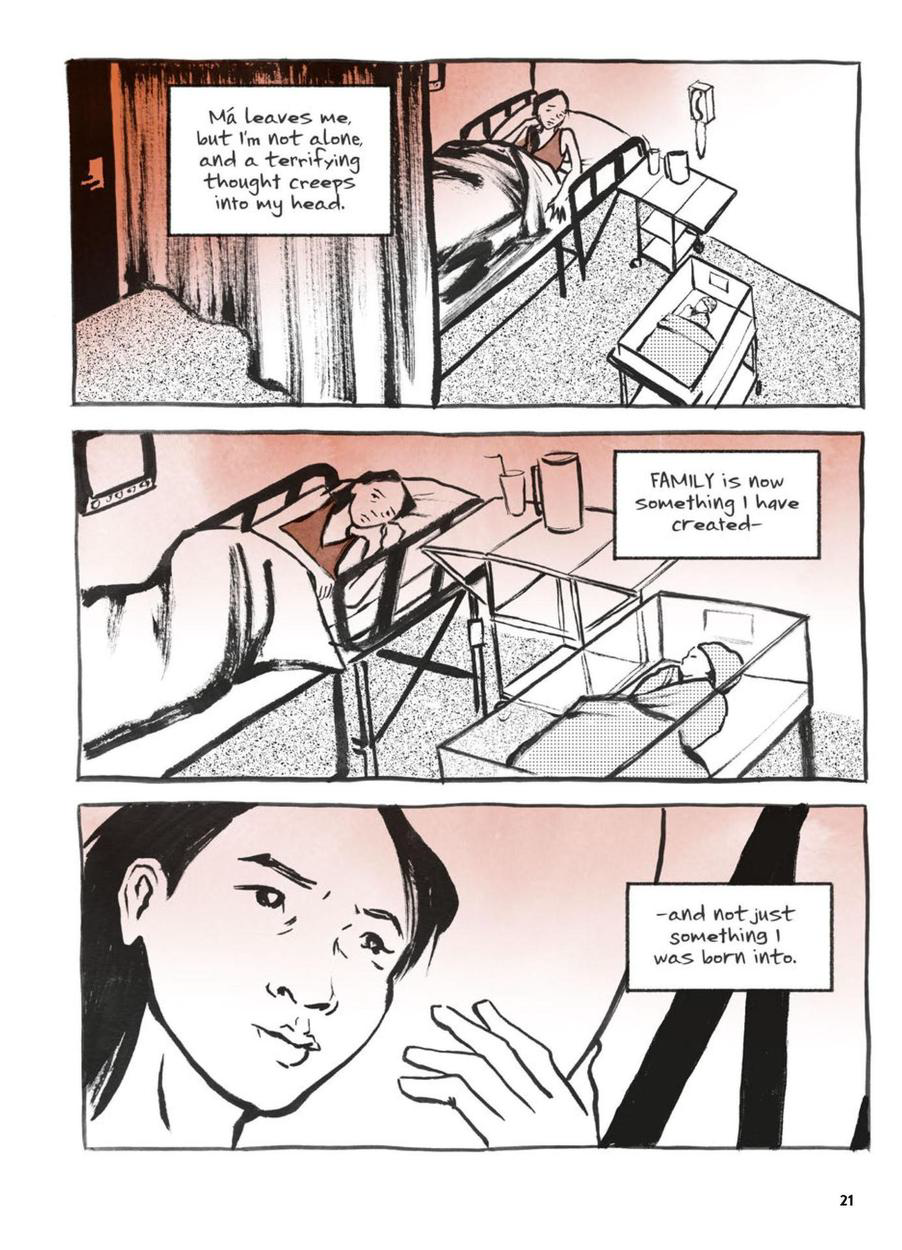 Má leaves me,
but I'm not alone,
and a terrifying
thought creeps
into my head.
FAMILY is now
something I have
created—
—and not just
something I
was born into.
21